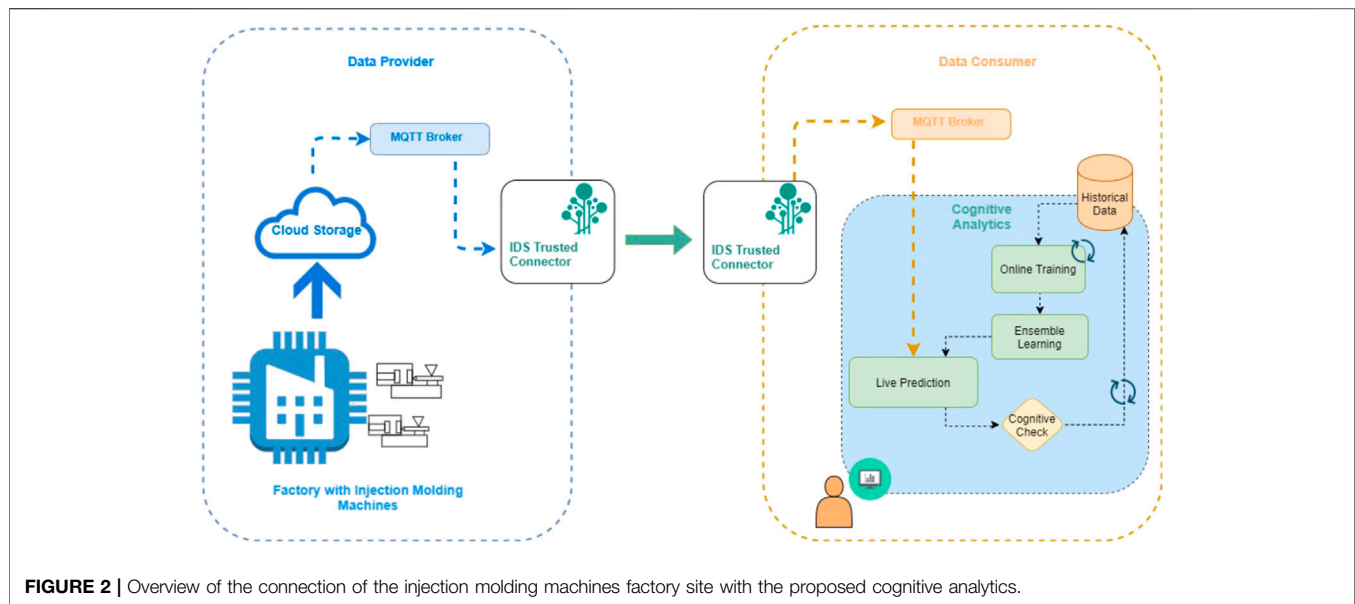 Data Provider
MQTT Broker
Cloud Storage
IDS Trusted
Connector
Factory with Injection Molding
Machines
Data Consumer
MQTT Broker
IDS Trusted
Connector
Cognitive
Analytics
Historical
Data
Online Training
Ensemble
Learning
Live Prediction
Cognitive
Check
FIGURE 2 | Overview of the connection of the injection molding machines factory site with the proposed cognitive analytics.